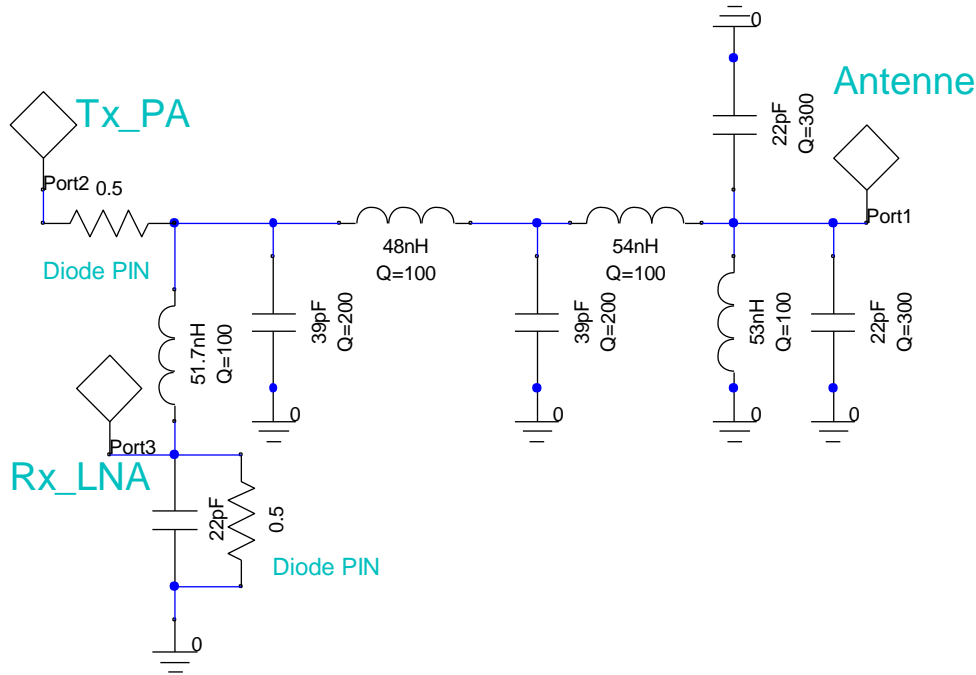 0
Antenne
Tx_PA
22pF
Q=300
Port2
0.5
Port1
Diode PIN
48nH
Q=100
54nH
Q=100
51.7nH
Q=100
39pF
Q=200
39pF
Q=200
53nH
Q=100
22pF
Q=300
0
0
0
0
Port3
Rx_LNA
22pF
0.5
Diode PIN
0